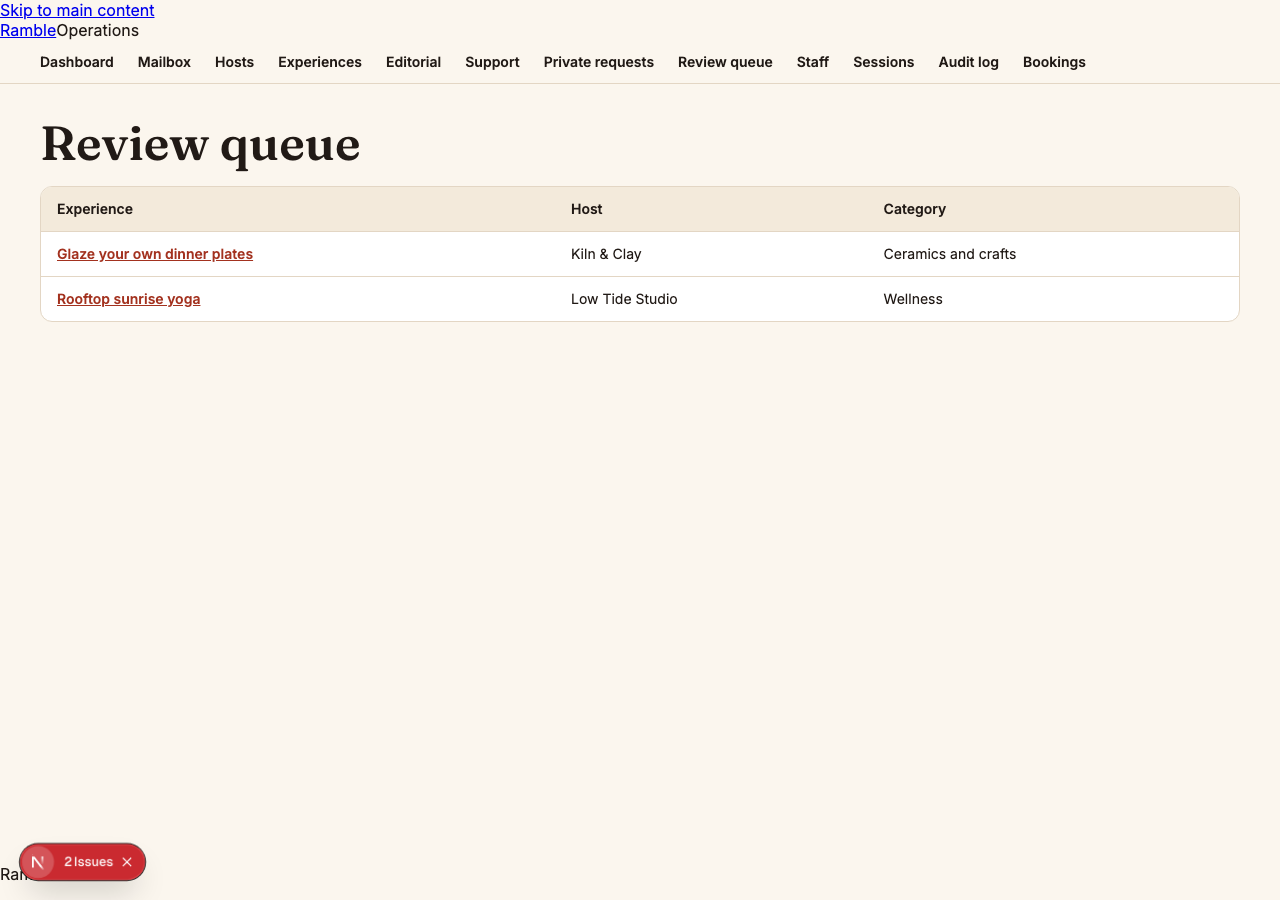 Skip to main content
RambleOperations
Dashboard Mailbox Hosts Experiences Editorial Support Private requests Review queue Staff Sessions Audit log Bookings
Review queue
Experience Host Category
Glaze your own dinner plates Kiln & Clay Ceramics and crafts
Rooftop sunrise yoga Low Tide Studio Wellness
N 2 Issues